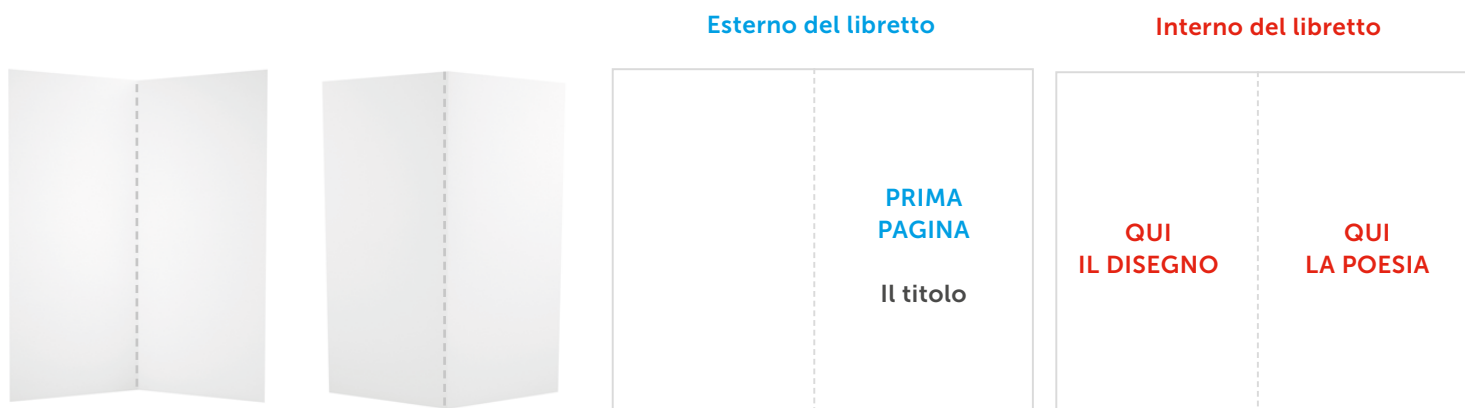 Esterno del libretto
PRIMA
PAGINA
Il titolo
Interno del libretto
QUI
IL DISEGNO
QUI
LA POESIA